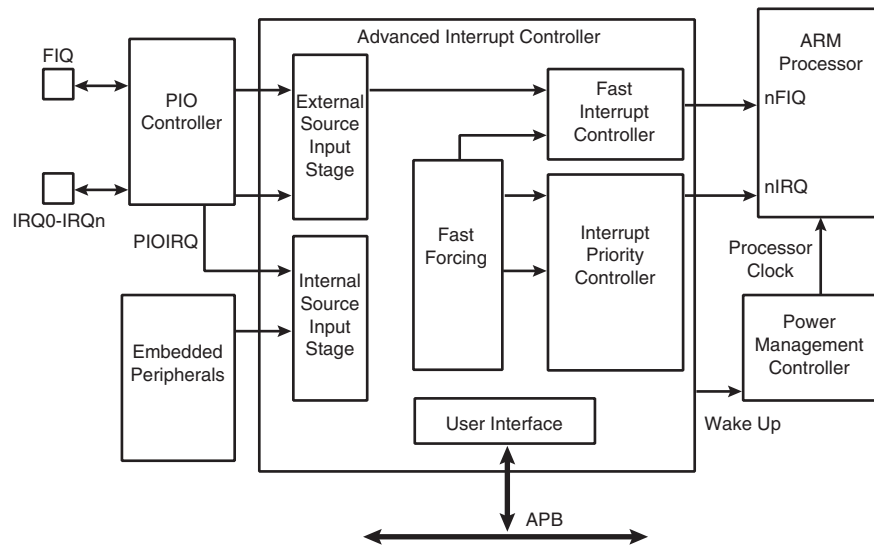 FIQ
PIO
Controller
IRQ0-IRQn
PIOIRQ
Embedded
Peripherals
Advanced Interrupt Controller
External
Source
Input
Stage
Internal
Source
Input
Stage
Fast
Forcing
Fast
Interrupt
Controller
Interrupt
Priority
Controller
User Interface
APB
ARM
Processor
nFIQ
nIRQ
Processor
Clock
Power
Management
Controller
Wake Up